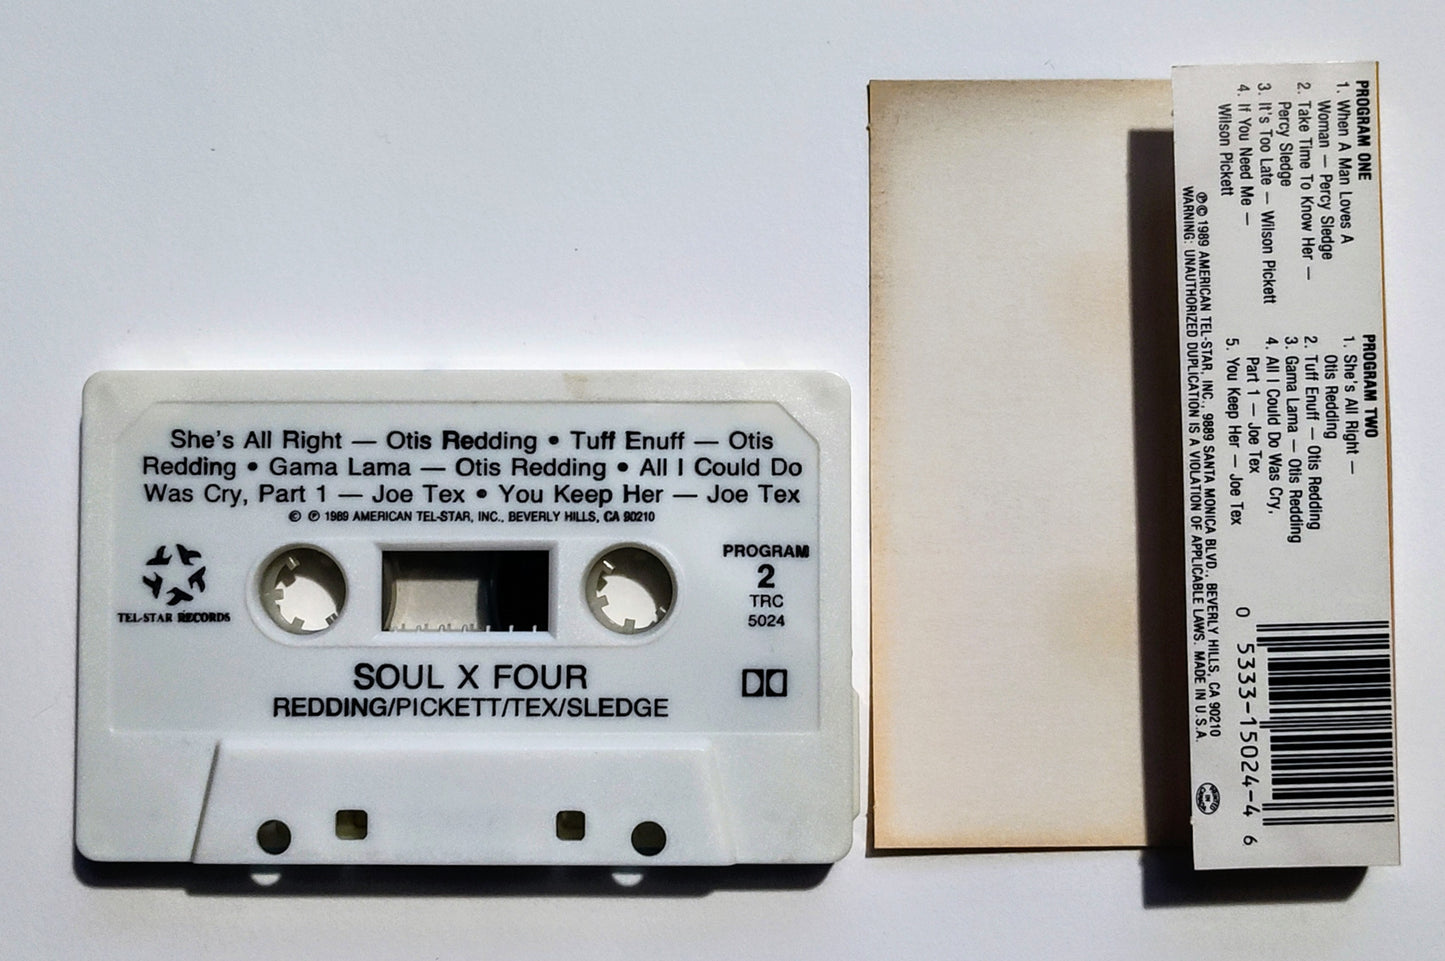 She's All Right — Otis Redding • Tuff Enuff — Otis
Redding • Gama Lama — Otis Redding • All I Could Do
Was Cry, Part 1 — Joe Tex • You Keep Her — Joe Tex
© ℗ 1989 AMERICAN TEL-STAR, INC., BEVERLY HILLS, CA 90210
TEL-STAR RECORDS
PROGRAM
2
TRC
5024
SOUL X FOUR
REDDING/PICKETT/TEX/SLEDGE
PROGRAM ONE
1. When A Man Loves A
Woman — Percy Sledge
2. Take Time To Know Her —
Percy Sledge
3. It's Too Late — Wilson Pickett
4. If You Need Me —
Wilson Pickett
PROGRAM TWO
1. She's All Right —
Otis Redding
2. Tuff Enuff — Otis Redding
3. Gama Lama — Otis Redding
4. All I Could Do Was Cry,
Part 1 — Joe Tex
5. You Keep Her — Joe Tex
℗© 1989 AMERICAN TEL-STAR, INC., 9889 SANTA MONICA BLVD., BEVERLY HILLS, CA 90210
WARNING: UNAUTHORIZED DUPLICATION IS A VIOLATION OF APPLICABLE LAWS. MADE IN U.S.A.
0 5333-15024-4 6